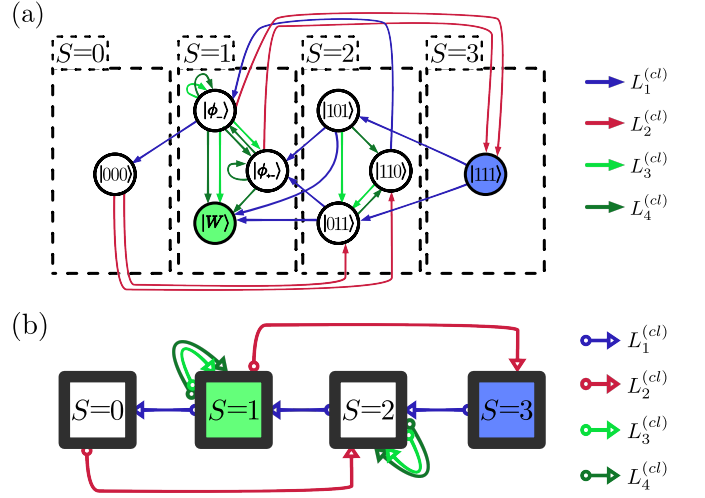 (a)
S=0
S=1
S=2
S=3
|ϕ₋⟩
|101⟩
|000⟩
|ϕ₊₋⟩
|110⟩
|111⟩
|W⟩
|011⟩
L₁⁽ᶜˡ⁾
L₂⁽ᶜˡ⁾
L₃⁽ᶜˡ⁾
L₄⁽ᶜˡ⁾
(b)
S=0
S=1
S=2
S=3
L₁⁽ᶜˡ⁾
L₂⁽ᶜˡ⁾
L₃⁽ᶜˡ⁾
L₄⁽ᶜˡ⁾